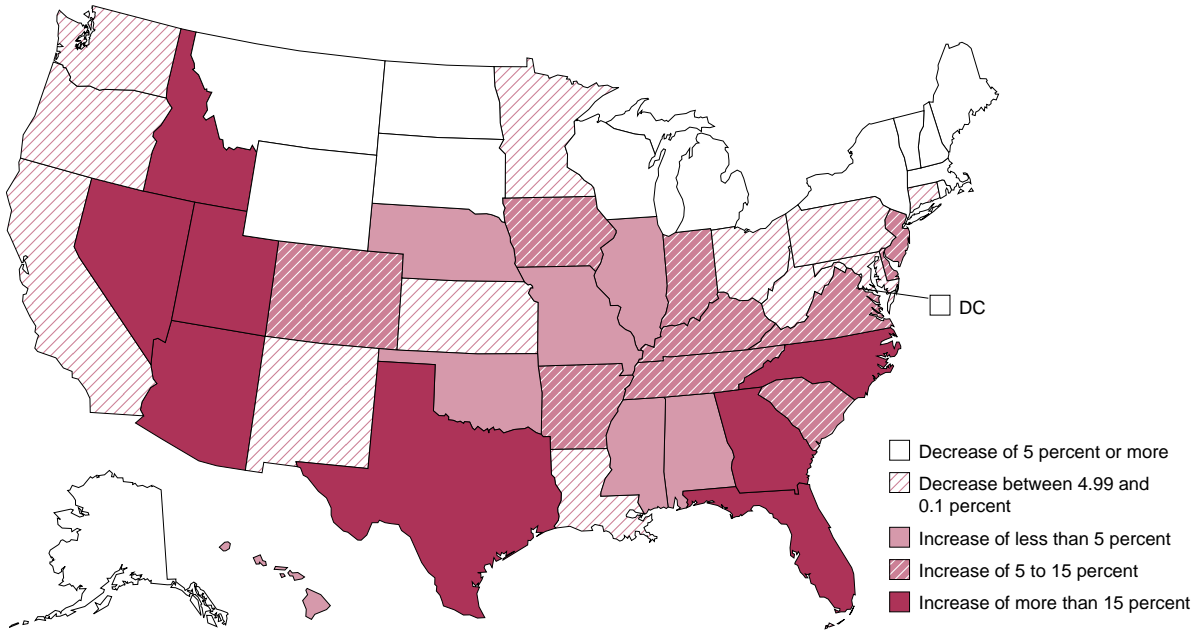 DC
Decrease of 5 percent or more
Decrease between 4.99 and
0.1 percent
Increase of less than 5 percent
Increase of 5 to 15 percent
Increase of more than 15 percent